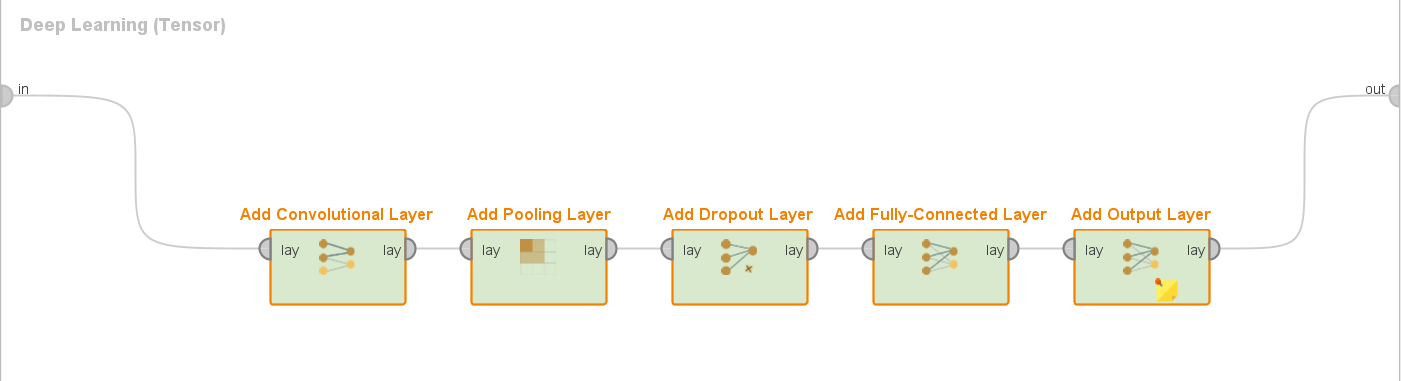 Deep Learning (Tensor)
in
out
Add Convolutional Layer
Add Pooling Layer
Add Dropout Layer
Add Fully-Connected Layer
Add Output Layer
lay
lay
lay
lay
lay
lay
lay
lay
lay
lay